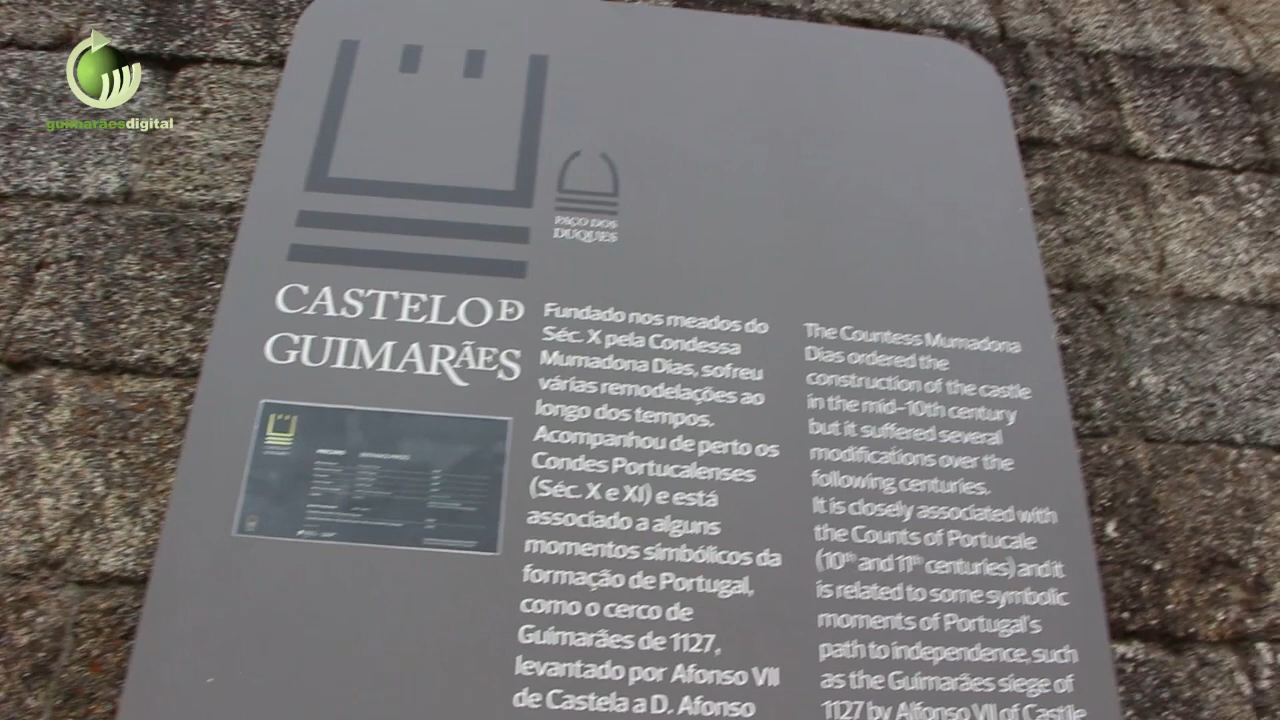 guimarãesdigital
PAÇO DOS
DUQUES
CASTELO DE
GUIMARÃES
Fundado nos meados do
Séc. X pela Condessa
Mumadona Dias, sofreu
várias remodelações ao
longo dos tempos.
Acompanhou de perto os
Condes Portucalenses
(Séc. X e XI) e está
associado a alguns
momentos simbólicos da
formação de Portugal,
como o cerco de
Guimarães de 1127,
levantado por Afonso VII
de Castela a D. Afonso
The Countess Mumadona
Dias ordered the
construction of the castle
in the mid-10th century
but it suffered several
modifications over the
following centuries.
It is closely associated with
the Counts of Portucale
(10th and 11th centuries) and it
is related to some symbolic
moments of Portugal's
path to independence, such
as the Guimarães siege of
1127 by Alfonso VII of Castle